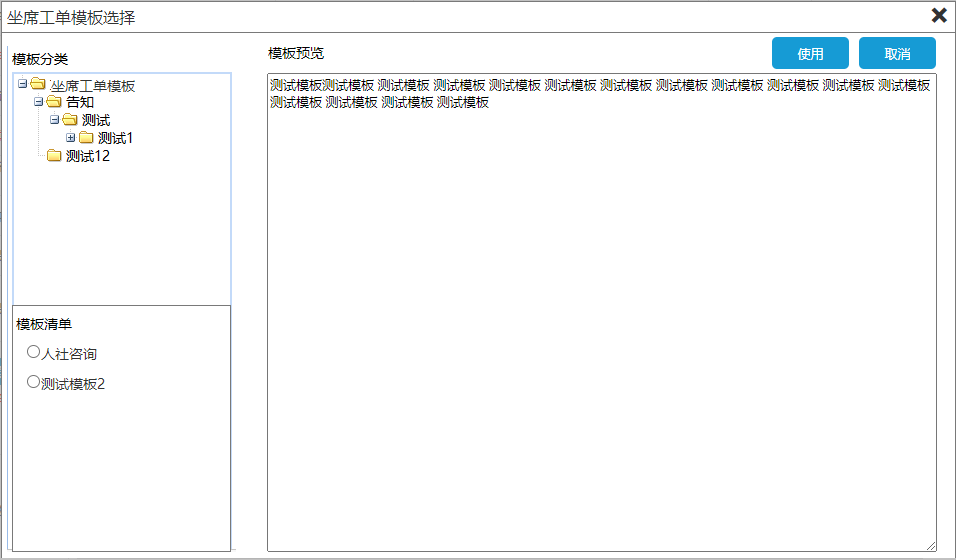 坐席工单模板选择
模板分类
坐席工单模板
告知
测试
测试1
测试12
模板清单
人社咨询
测试模板2
模板预览
使用
取消
测试模板测试模板 测试模板 测试模板 测试模板 测试模板 测试模板 测试模板 测试模板 测试模板 测试模板 测试模板
测试模板 测试模板 测试模板 测试模板